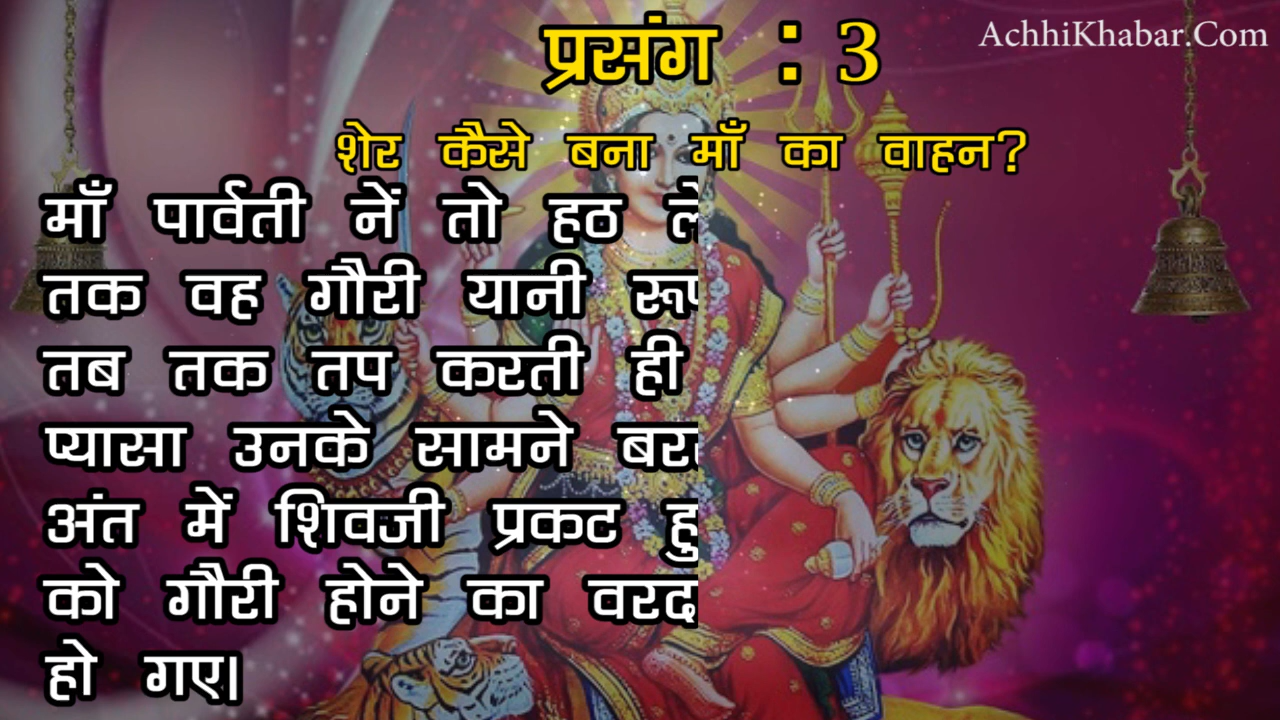 प्रसंग : 3
AchhiKhabar.Com
शेर कैसे बना माँ का वाहन?
माँ पार्वती नें तो हठ
तक वह गौरी यानी
तब तक तप करती ही
प्यासा उनके सामने
अंत में शिवजी प्रकट
को गौरी होने का
हो गए।